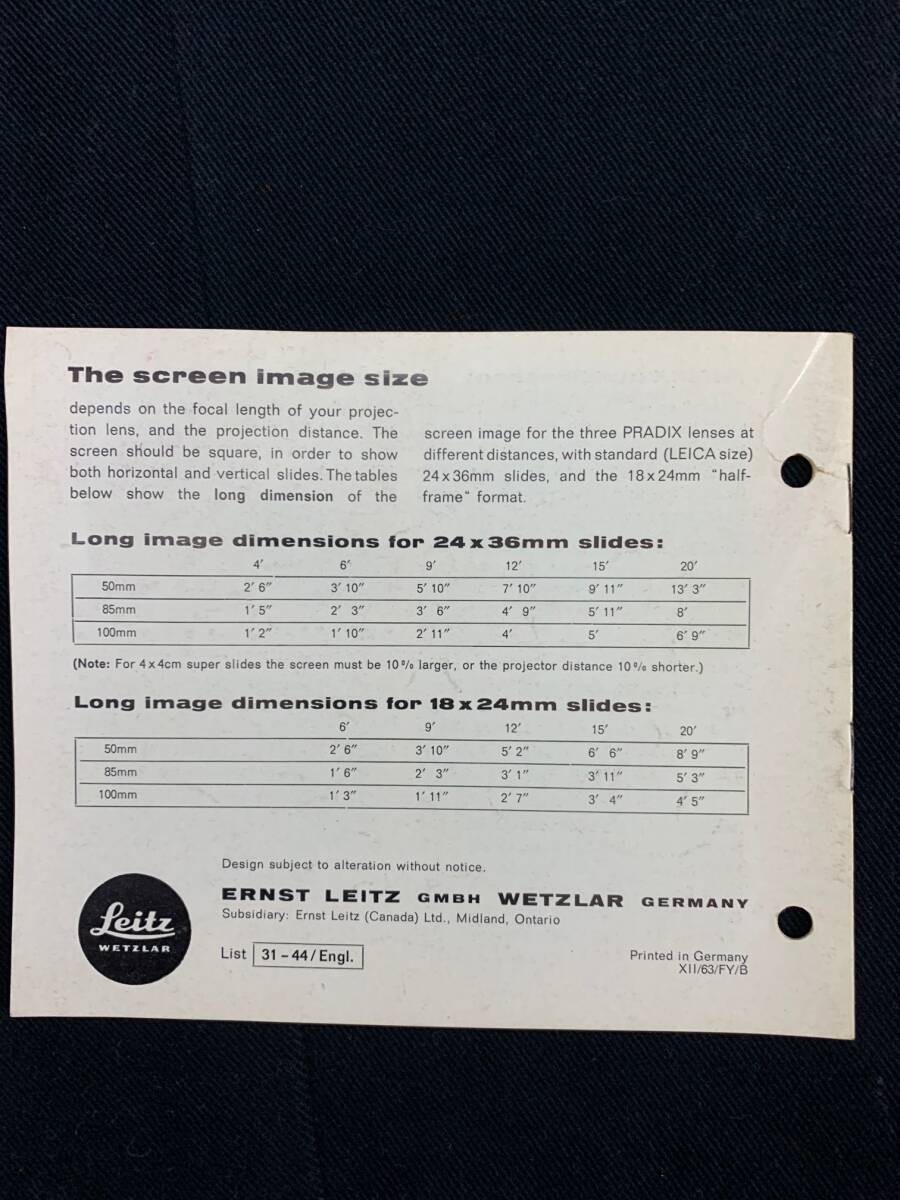 The screen image size
depends on the focal length of your projec-
tion lens, and the projection distance. The
screen should be square, in order to show
both horizontal and vertical slides. The tables
below show the long dimension of the
screen image for the three PRADIX lenses at
different distances, with standard (LEICA size)
24x36mm slides, and the 18x24mm "half-
frame" format.
Long image dimensions for 24x36mm slides:
4′ 6′ 9′ 12′ 15′ 20′
50mm 2′ 6″ 3′ 10″ 5′ 10″ 7′ 10″ 9′ 11″ 13′ 3″
85mm 1′ 5″ 2′ 3″ 3′ 6″ 4′ 9″ 5′ 11″ 8′
100mm 1′ 2″ 1′ 10″ 2′ 11″ 4′ 5′ 6′ 9″
(Note: For 4x4cm super slides the screen must be 10% larger, or the projector distance 10% shorter.)
Long image dimensions for 18x24mm slides:
6′ 9′ 12′ 15′ 20′
50mm 2′ 6″ 3′ 10″ 5′ 2″ 6′ 6″ 8′ 9″
85mm 1′ 6″ 2′ 3″ 3′ 1″ 3′ 11″ 5′ 3″
100mm 1′ 3″ 1′ 11″ 2′ 7″ 3′ 4″ 4′ 5″
Design subject to alteration without notice.
ERNST LEITZ GMBH WETZLAR GERMANY
Subsidiary: Ernst Leitz (Canada) Ltd., Midland, Ontario
Leitz
WETZLAR
List 31-44/Engl.
Printed in Germany
XII/63/FY/B